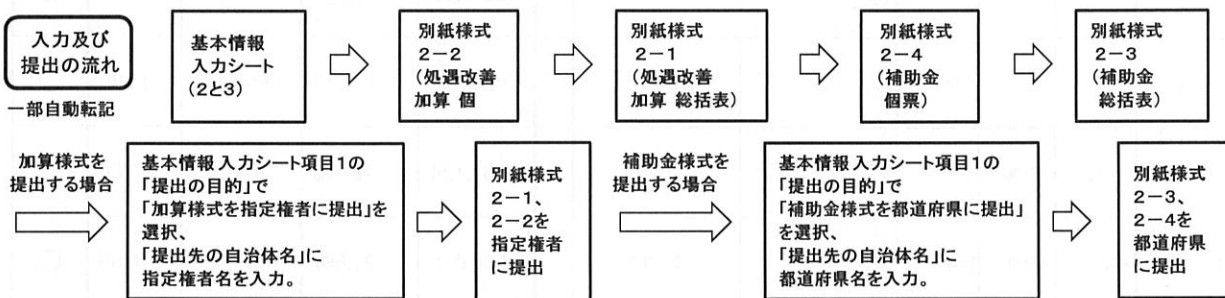 入力及び
提出の流れ
一部自動転記
基本情報
入力シート
(2と3)
別紙様式
2-2
(処遇改善
加算 個
別紙様式
2-1
(処遇改善
加算 総括表)
別紙様式
2-4
(補助金
個票)
別紙様式
2-3
(補助金
総括表)
加算様式を
提出する場合
基本情報入力シート項目1の
「提出の目的」で
「加算様式を指定権者に提出」を
選択、
「提出先の自治体名」に
指定権者名を入力。
別紙様式
2-1、
2-2を
指定権者
に提出
補助金様式を
提出する場合
基本情報入力シート項目1の
「提出の目的」で
「補助金様式を都道府県に提出」
を選択、
「提出先の自治体名」に
都道府県名を入力。
別紙様式
2-3、
2-4を
都道府県
に提出